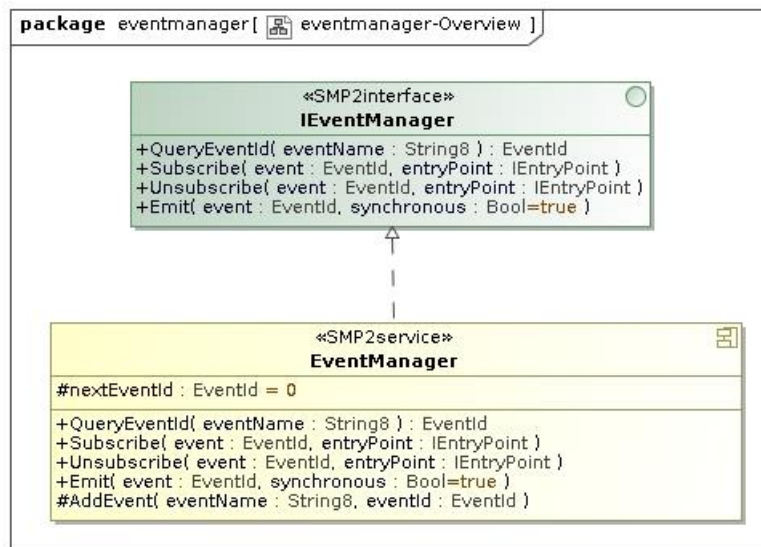 package eventmanager[ eventmanager-Overview ]
«SMP2interface»
IEventManager
+QueryEventId( eventName : String8 ) : EventId
+Subscribe( event : EventId, entryPoint : IEntryPoint )
+Unsubscribe( event : EventId, entryPoint : IEntryPoint )
+Emit( event : EventId, synchronous : Bool=true )
«SMP2service»
EventManager
#nextEventId : EventId = 0
+QueryEventId( eventName : String8 ) : EventId
+Subscribe( event : EventId, entryPoint : IEntryPoint )
+Unsubscribe( event : EventId, entryPoint : IEntryPoint )
+Emit( event : EventId, synchronous : Bool=true )
#AddEvent( eventName : String8, eventId : EventId )